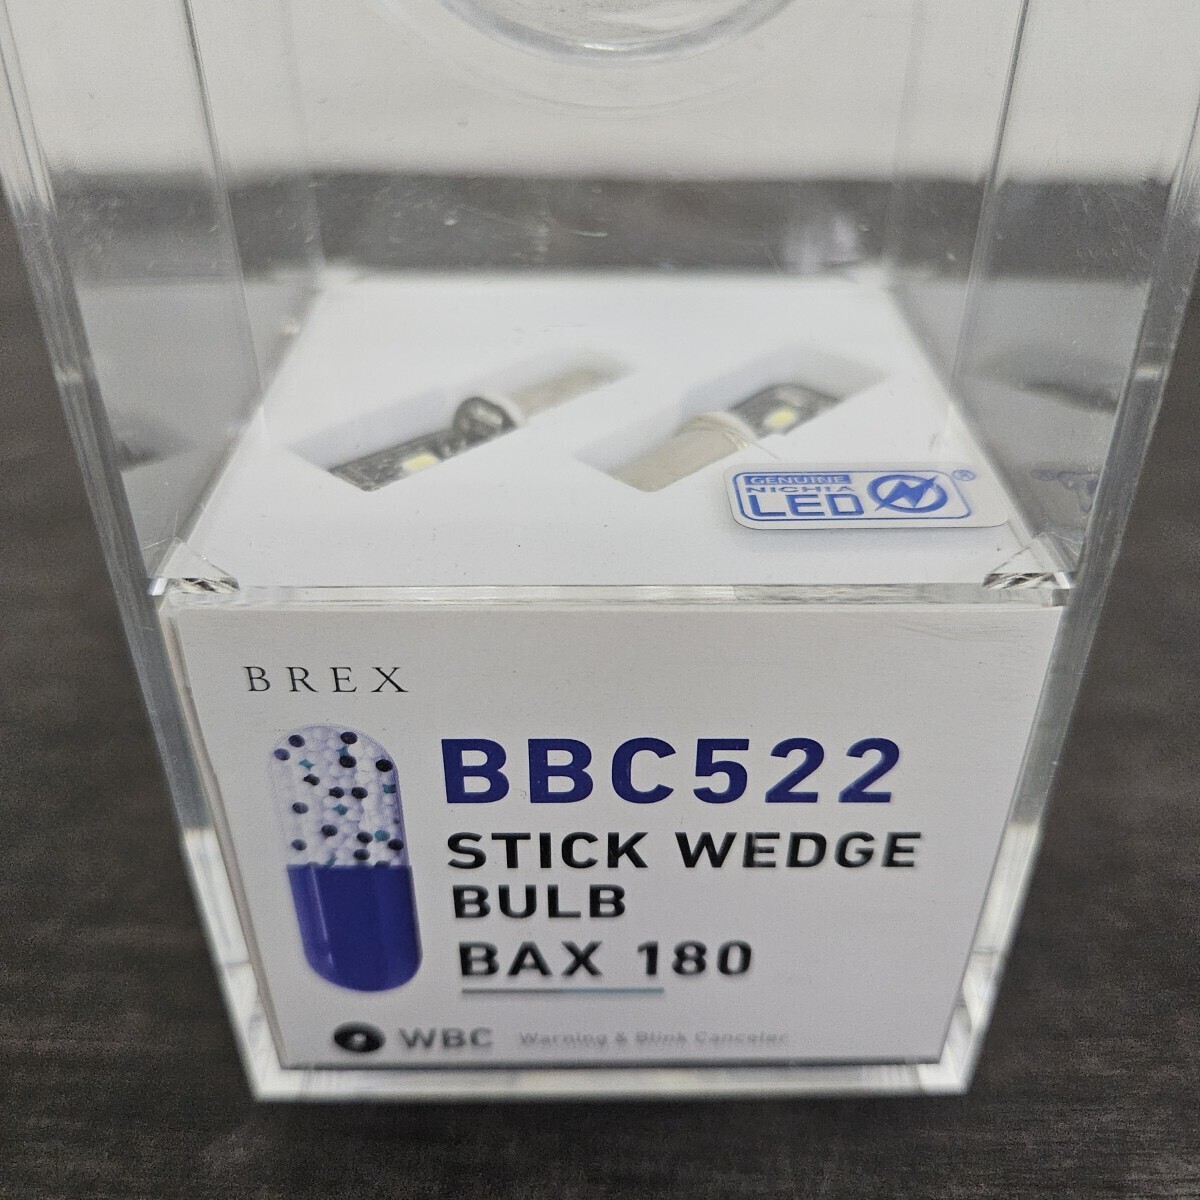 GENUINE
NICHIA
LED
®
BREX
BBC522
STICK WEDGE
BULB
BAX 180
WBC Warning & Blink Canceler